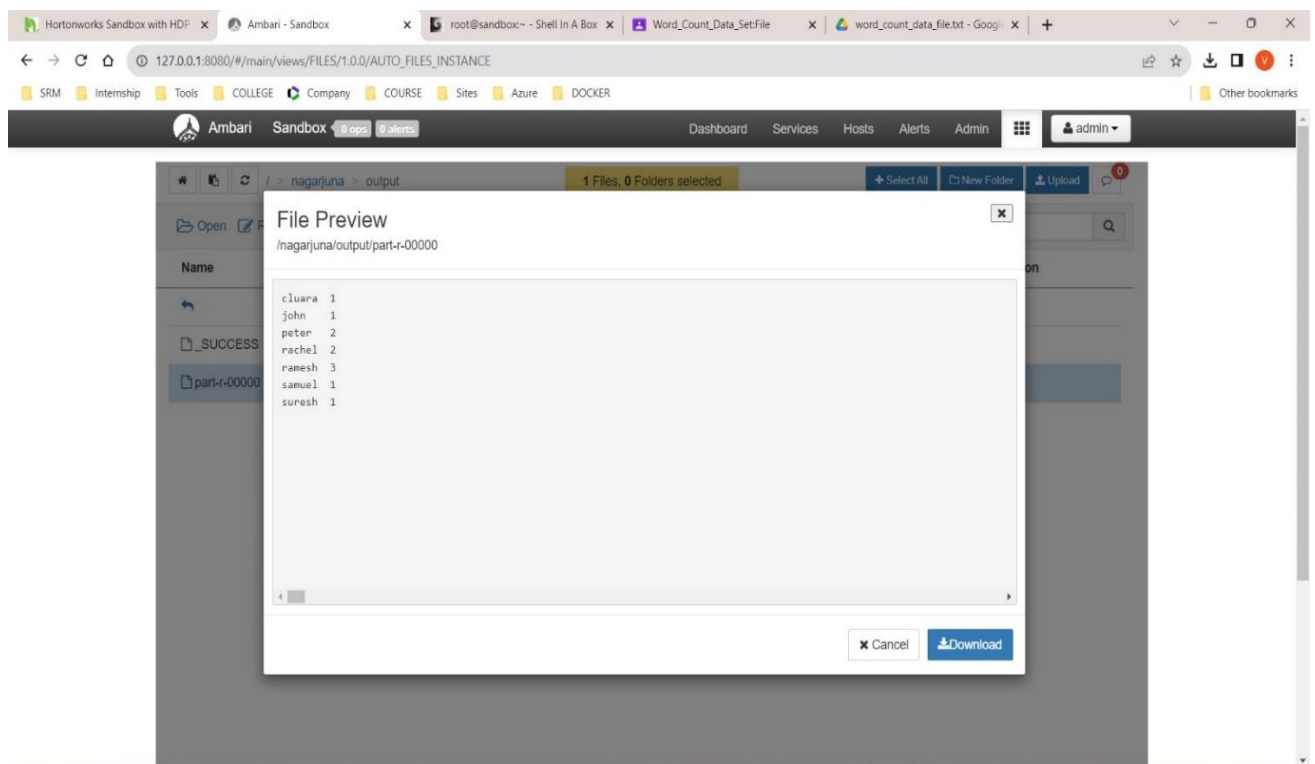 Hortonworks Sandbox with HDP
Ambari - Sandbox
root@sandbox:~ - Shell In A Box
Word_Count_Data_Set:File
word_count_data_file.txt - Googl
127.0.0.1:8080/#/main/views/FILES/1.0.0/AUTO_FILES_INSTANCE
V
SRM Internship Tools COLLEGE Company COURSE Sites Azure DOCKER Other bookmarks
Ambari Sandbox 0 ops 0 alerts Dashboard Services Hosts Alerts Admin admin
/ > nagarjuna > output 1 Files, 0 Folders selected Select All New Folder Upload 0
Open
File Preview
/nagarjuna/output/part-r-00000
Name
on
_SUCCESS
part-r-00000
cluara 1
john 1
peter 2
rachel 2
ramesh 3
samuel 1
suresh 1
Cancel Download